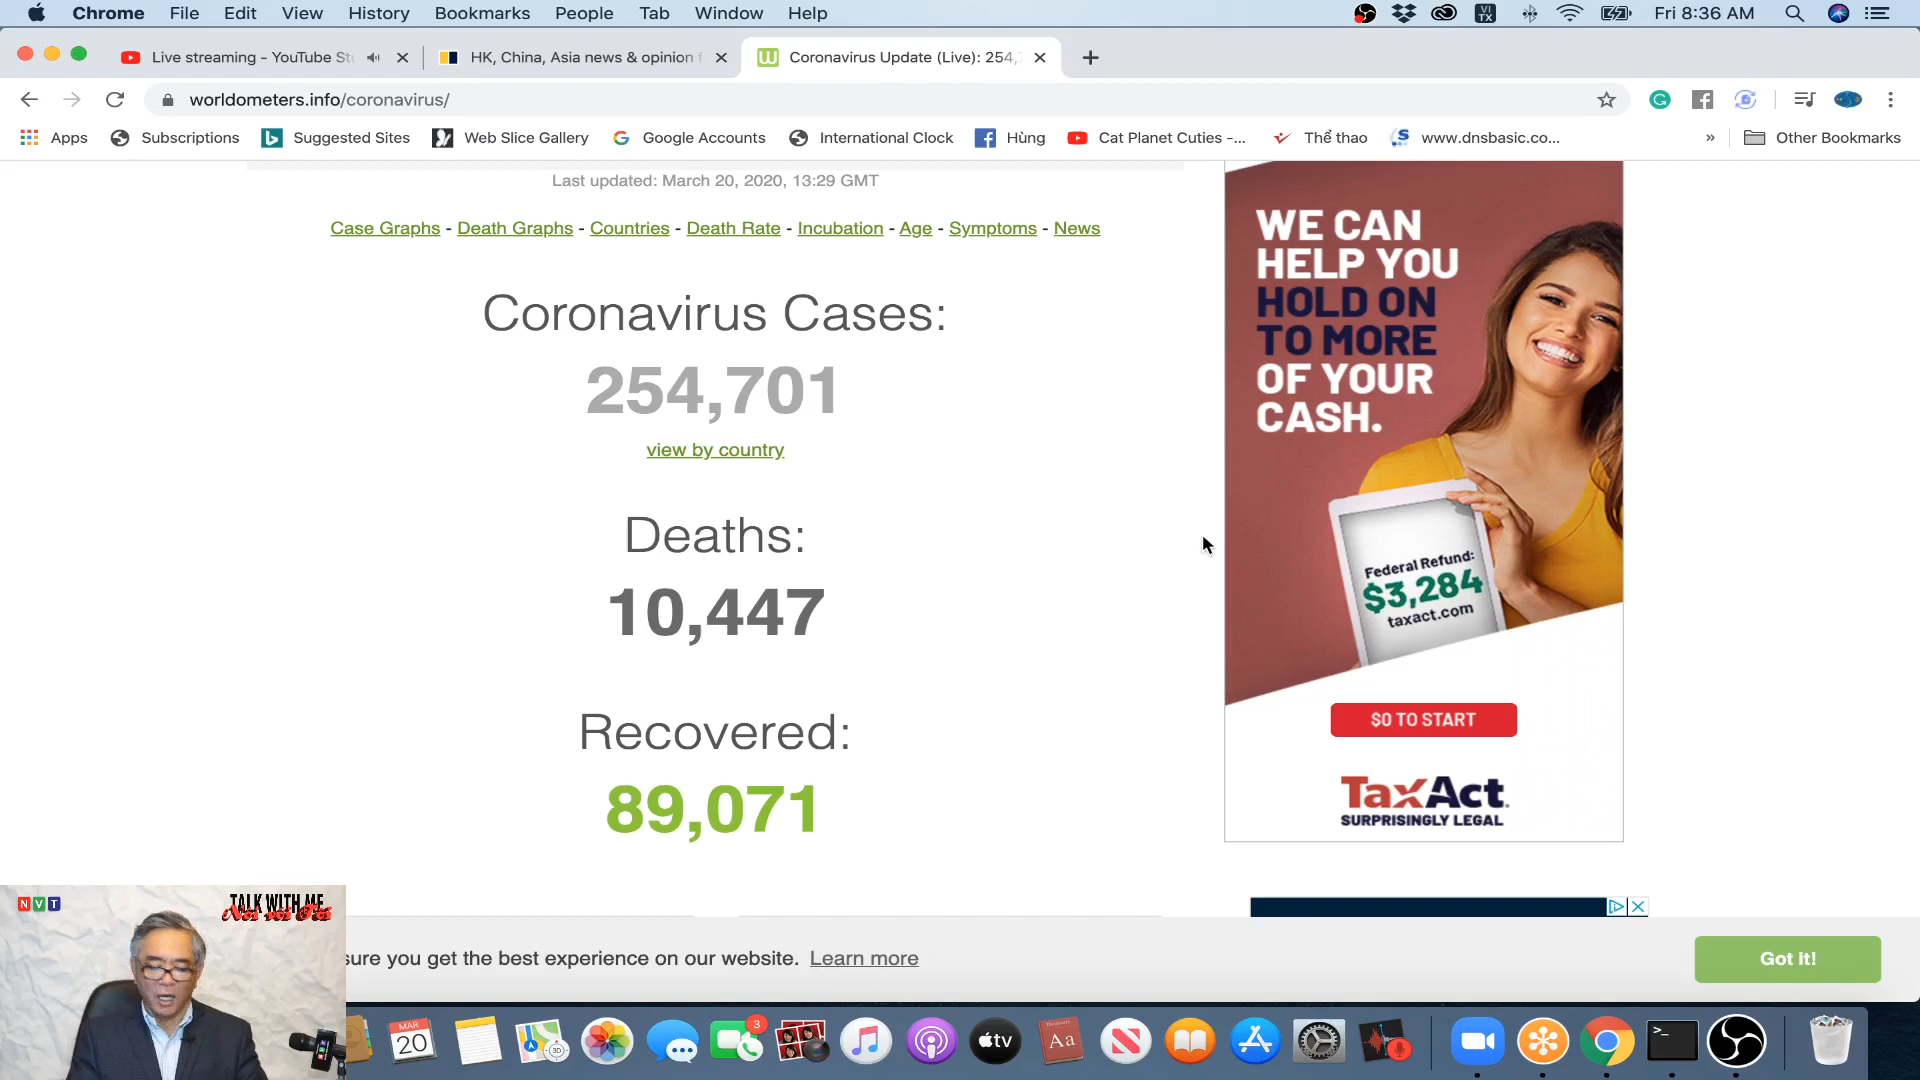 Chrome File Edit View History Bookmarks People Tab Window Help
VI
TX
Fri 8:36 AM
Live streaming - YouTube St
HK, China, Asia news & opinion f
Coronavirus Update (Live): 254,
worldometers.info/coronavirus/
Apps Subscriptions Suggested Sites Web Slice Gallery Google Accounts International Clock Hùng Cat Planet Cuties -... Thể thao www.dnsbasic.co... » Other Bookmarks
Last updated: March 20, 2020, 13:29 GMT
Case Graphs - Death Graphs - Countries - Death Rate - Incubation - Age - Symptoms - News
Coronavirus Cases:
254,701
view by country
Deaths:
10,447
Recovered:
89,071
WE CAN
HELP YOU
HOLD ON
TO MORE
OF YOUR
CASH.
Federal Refund:
$3,284
taxact.com
$0 TO START
TaxAct.
SURPRISINGLY LEGAL
NVT
TALK WITH ME
sure you get the best experience on our website. Learn more
Got it!
MAR
20
3D
3
tv
Aa
>_